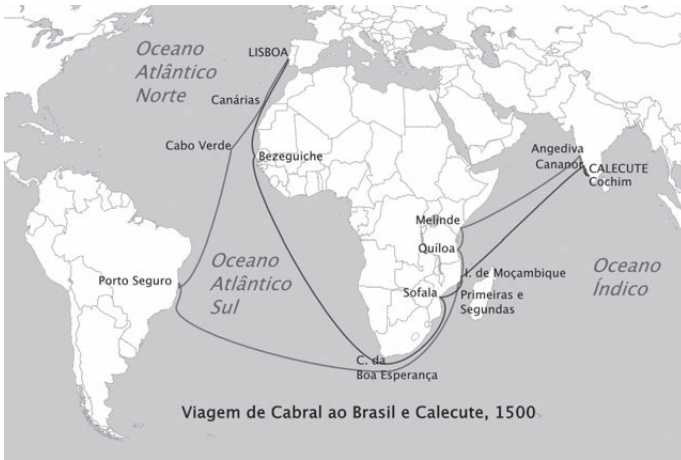 Oceano
Atlântico
Norte
LISBOA
Canárias
Cabo Verde
Bezeguiche
Angediva
Cananor
CALECUTE
Cochim
Melinde
Quíloa
I. de Moçambique
Oceano
Índico
Porto Seguro
Oceano
Atlântico
Sul
Sofala
Primeiras e
Segundas
C. da
Boa Esperança
Viagem de Cabral ao Brasil e Calecute, 1500